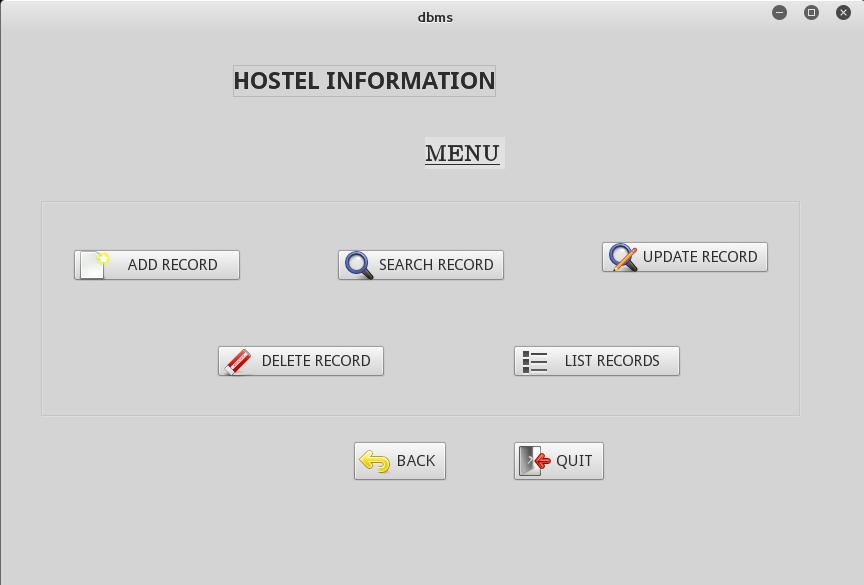 dbms
HOSTEL INFORMATION
MENU
ADD RECORD
SEARCH RECORD
UPDATE RECORD
DELETE RECORD
LIST RECORDS
BACK
QUIT